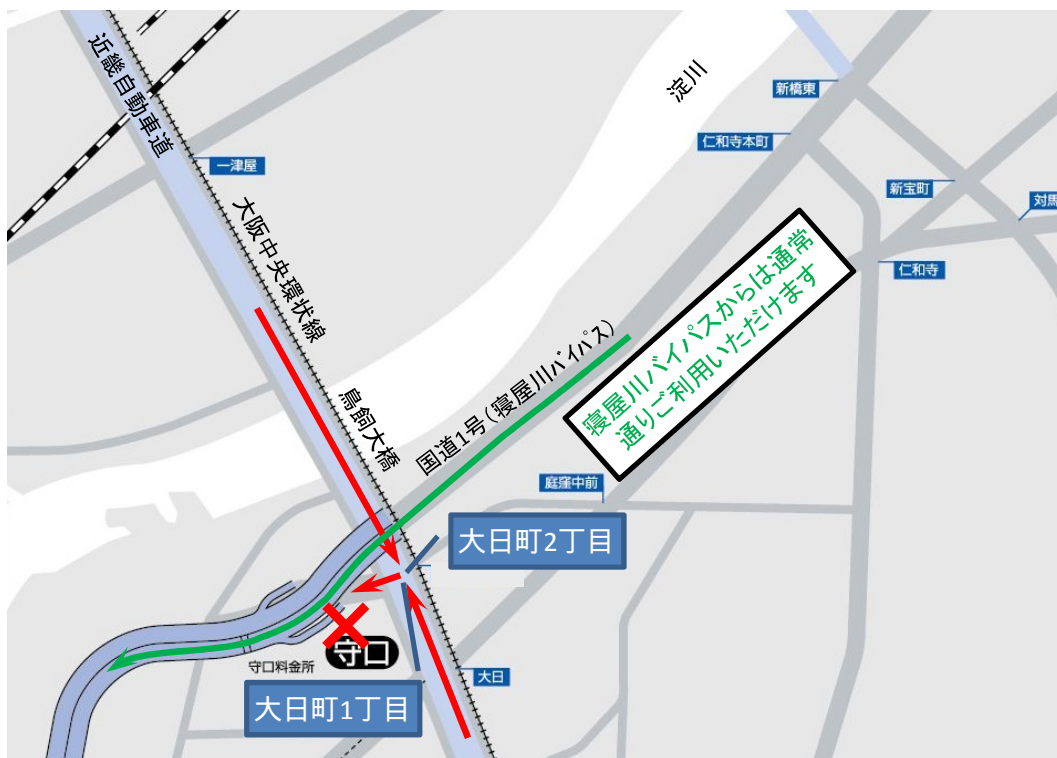 近畿自動車道
淀川
新橋東
仁和寺本町
一津屋
新宝町
対馬
大阪中央環状線
仁和寺
寝屋川バイパスからは通常
通りご利用いただけます
国道1号(寝屋川バイパス)
鳥飼大橋
庭窪中前
大日町2丁目
守口
守口料金所
大日
大日町1丁目